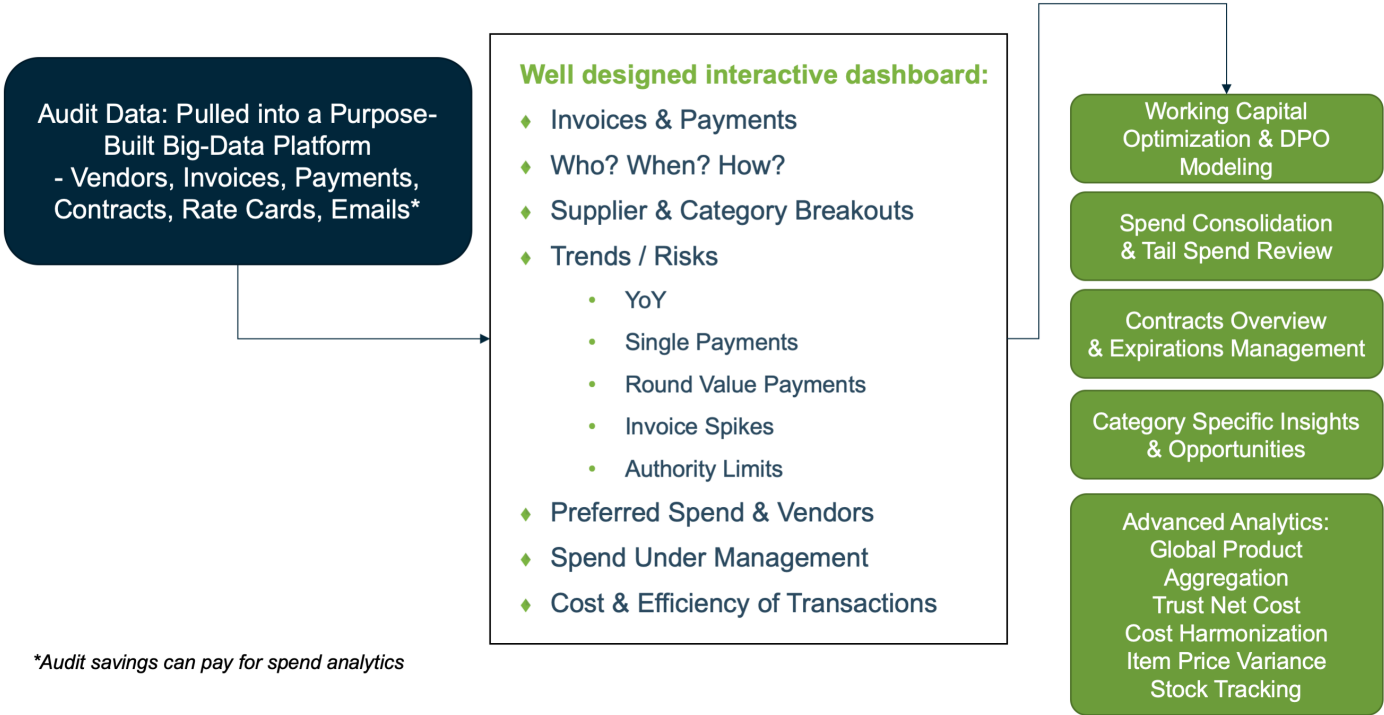 Audit Data: Pulled into a Purpose-
Built Big-Data Platform
- Vendors, Invoices, Payments,
Contracts, Rate Cards, Emails*
Well designed interactive dashboard:
Invoices & Payments
Who? When? How?
Supplier & Category Breakouts
Trends / Risks
YoY
Single Payments
Round Value Payments
Invoice Spikes
Authority Limits
Preferred Spend & Vendors
Spend Under Management
Cost & Efficiency of Transactions
Working Capital
Optimization & DPO
Modeling
Spend Consolidation
& Tail Spend Review
Contracts Overview
& Expirations Management
Category Specific Insights
& Opportunities
Advanced Analytics:
Global Product
Aggregation
Trust Net Cost
Cost Harmonization
Item Price Variance
Stock Tracking
*Audit savings can pay for spend analytics